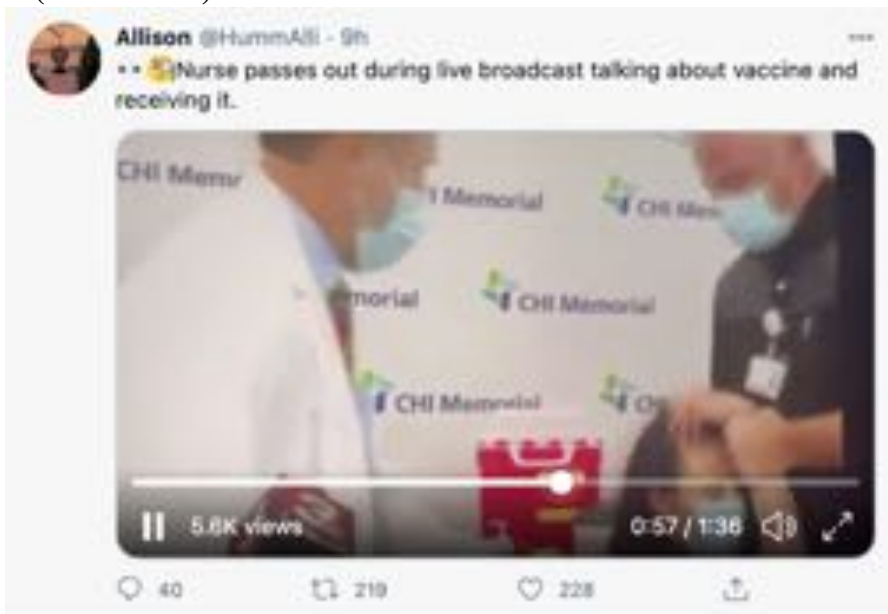 Allison @HummAlli · 9h
Nurse passes out during live broadcast talking about vaccine and
receiving it.
CHI Memor
I Memorial
CHI Mem
morial
CHI Memorial
CHI Memorial
CH
5.6K views
0:57 / 1:36
40
219
228